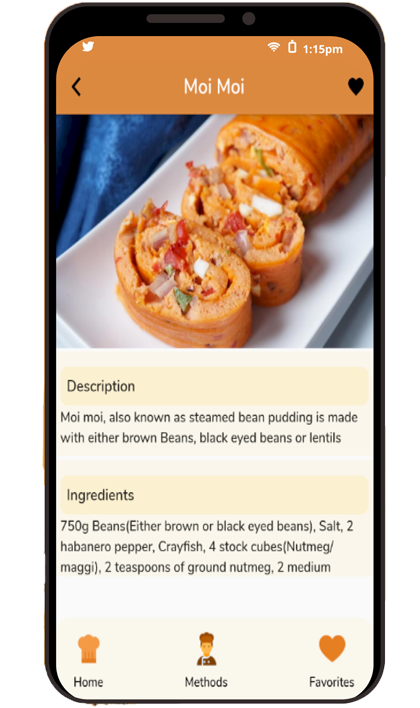 1:15pm
Moi Moi
Description
Moi moi, also known as steamed bean pudding is made
with either brown Beans, black eyed beans or lentils
Ingredients
750g Beans(Either brown or black eyed beans), Salt, 2
habanero pepper, Crayfish, 4 stock cubes(Nutmeg/
maggi), 2 teaspoons of ground nutmeg, 2 medium
Home Methods Favorites